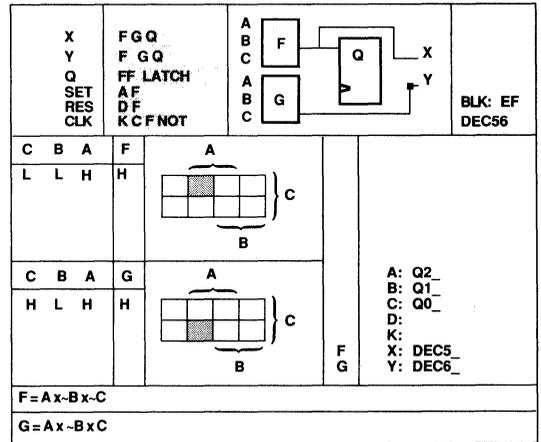 X F G Q
Y F G Q
Q FF LATCH
SET A F
RES D F
CLK K C F NOT
A
B
C
F
A
B
C
G
Q
X
Y
BLK: EF
DEC56
C B A F
L L H H
A
C
B
C B A G
H L H H
A
C
B
F
G
A: Q2_
B: Q1_
C: Q0_
D:
K:
X: DEC5_
Y: DEC6_
F = A x ~B x ~C
G = A x ~B x C